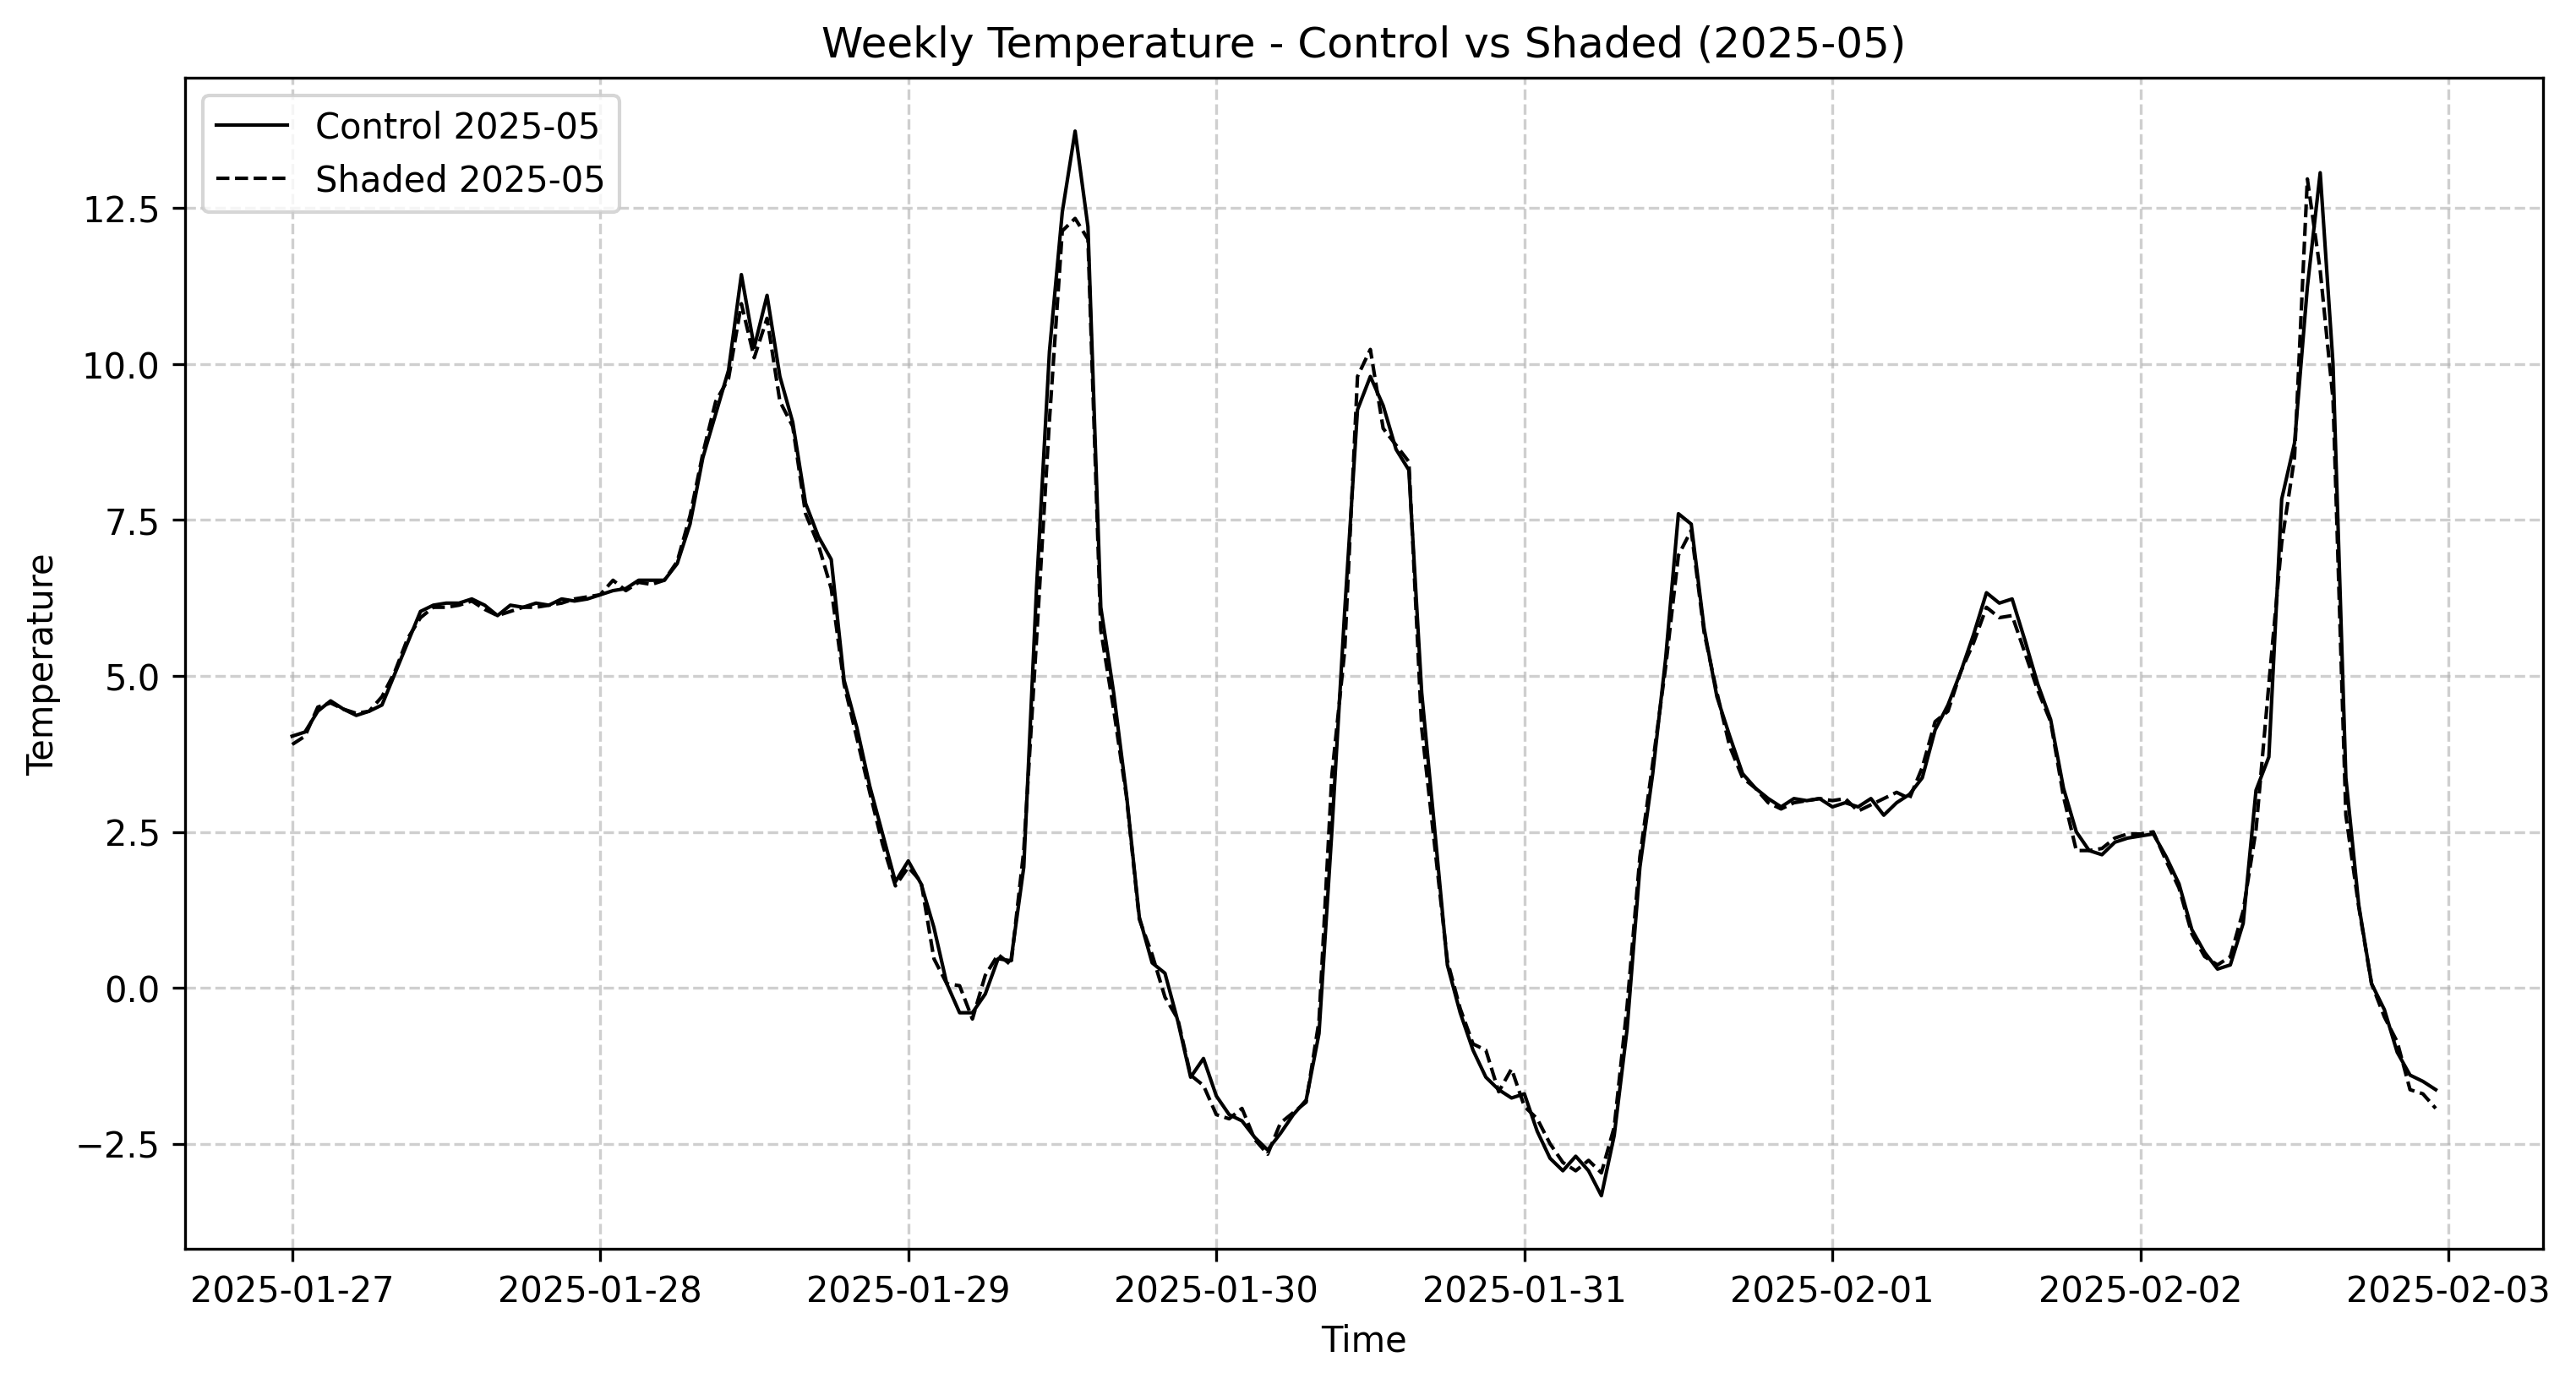 Weekly Temperature - Control vs Shaded (2025-05)
Control 2025-05
Shaded 2025-05
12.5
10.0
7.5
5.0
2.5
0.0
−2.5
Temperature
2025-01-27 2025-01-28 2025-01-29 2025-01-30 2025-01-31 2025-02-01 2025-02-02 2025-02-03
Time